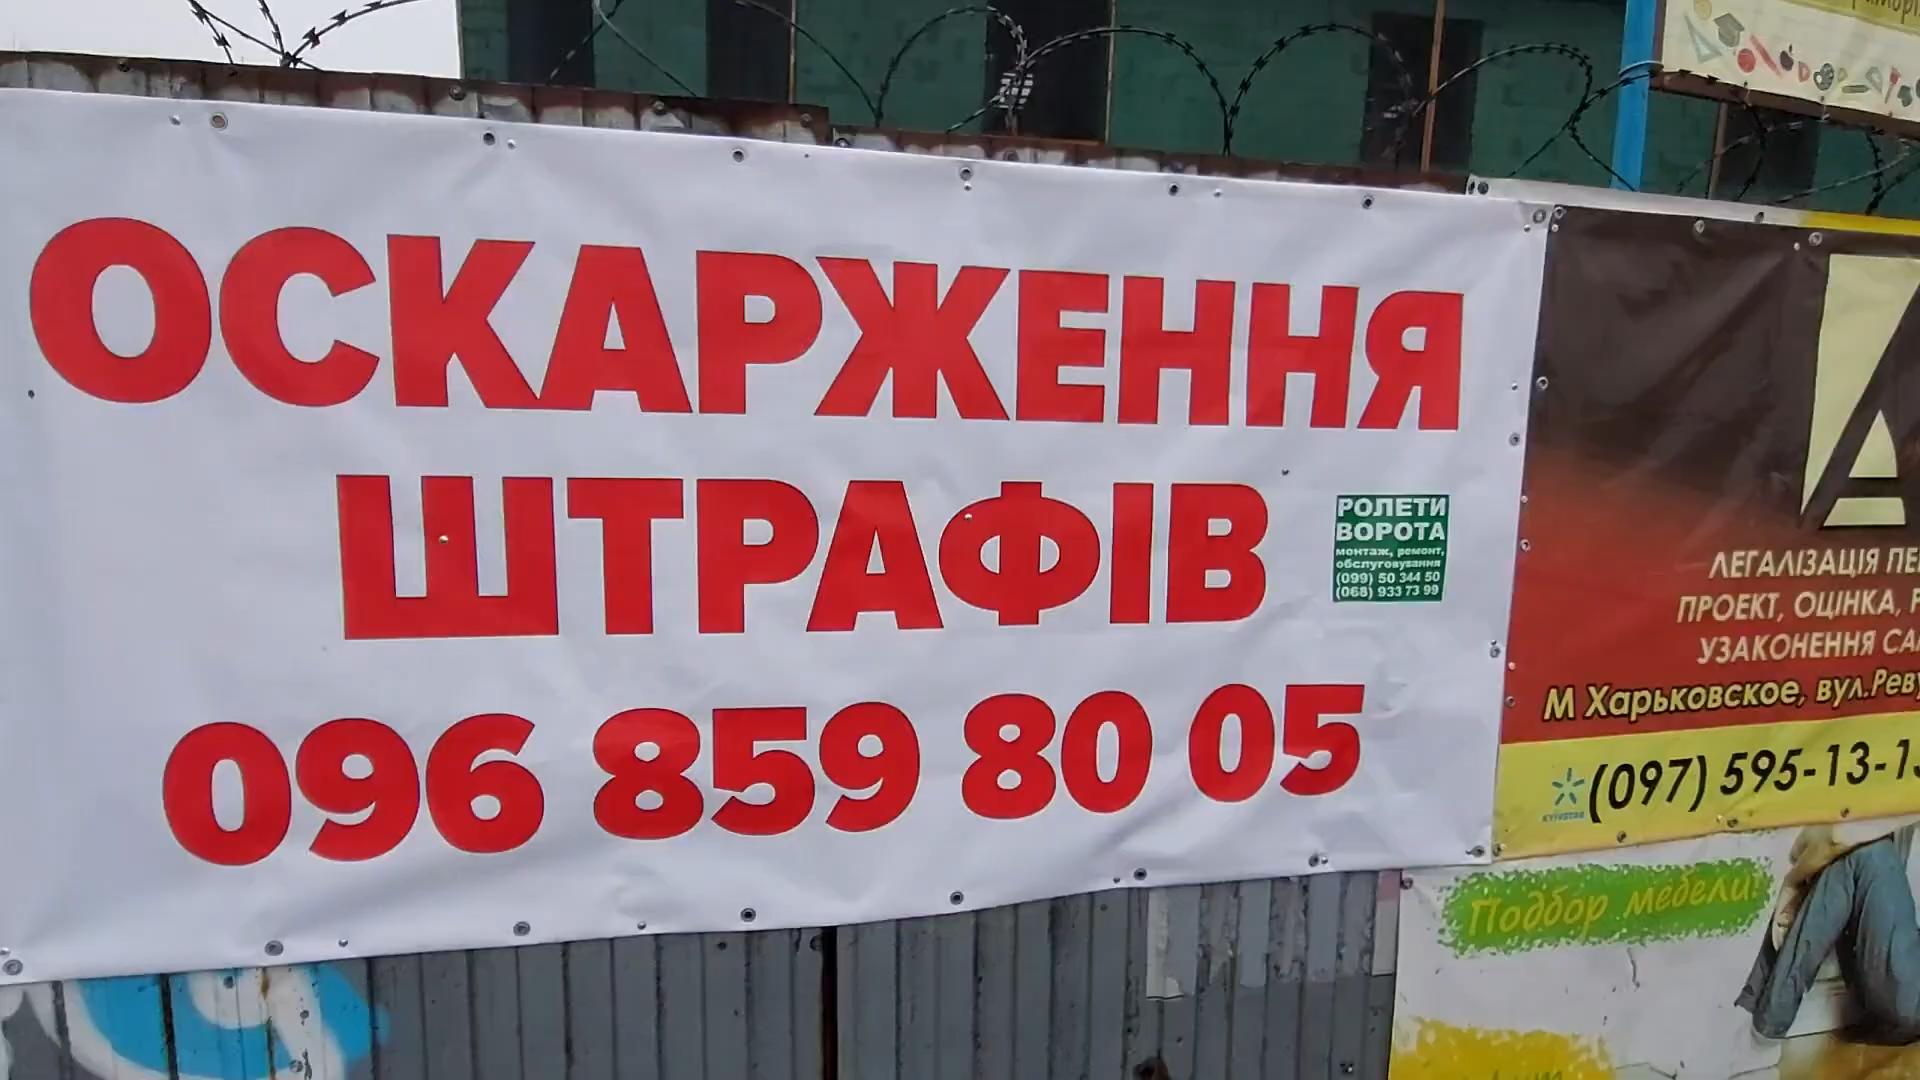 ОСКАРЖЕННЯ
ШТРАФІВ
096 859 80 05
РОЛЕТИ
ВОРОТА
монтаж, ремонт,
обслуговування
(099) 50 344 50
(068) 933 73 99
ЛЕГАЛІЗАЦІЯ
ПРОЕКТ, ОЦІНКА,
УЗАКОНЕННЯ
М Харьковское, вул.
KYIVSTAR
(097) 595-13-1
Подбор мебели!